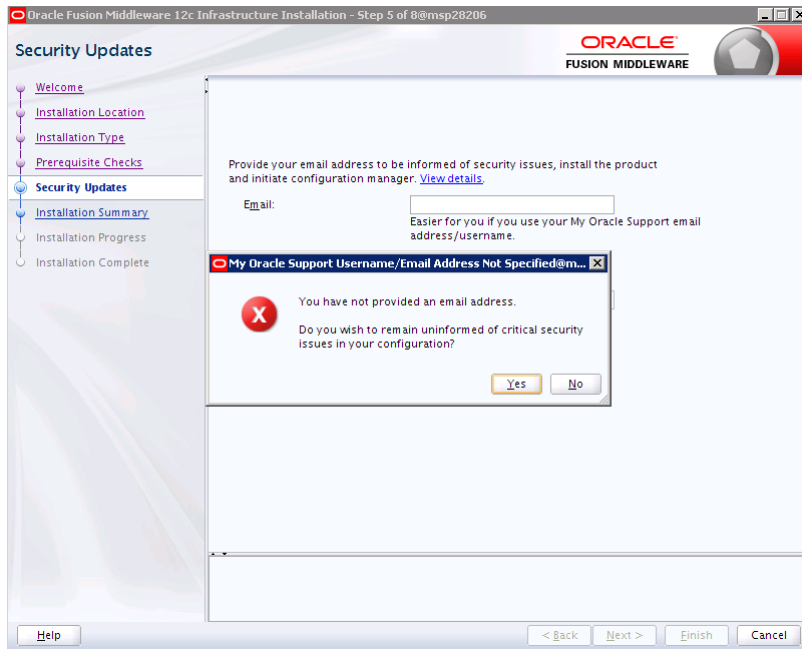 Oracle Fusion Middleware 12c Infrastructure Installation - Step 5 of 8@msp28206
Security Updates
ORACLE
FUSION MIDDLEWARE
Welcome
Installation Location
Installation Type
Prerequisite Checks
Security Updates
Installation Summary
Installation Progress
Installation Complete
Provide your email address to be informed of security issues, install the product
and initiate configuration manager. View details.
Email:
Easier for you if you use your My Oracle Support email
address/username.
My Oracle Support Username/Email Address Not Specified@m...
You have not provided an email address.
Do you wish to remain uninformed of critical security
issues in your configuration?
Yes
No
Help
< Back
Next >
Finish
Cancel